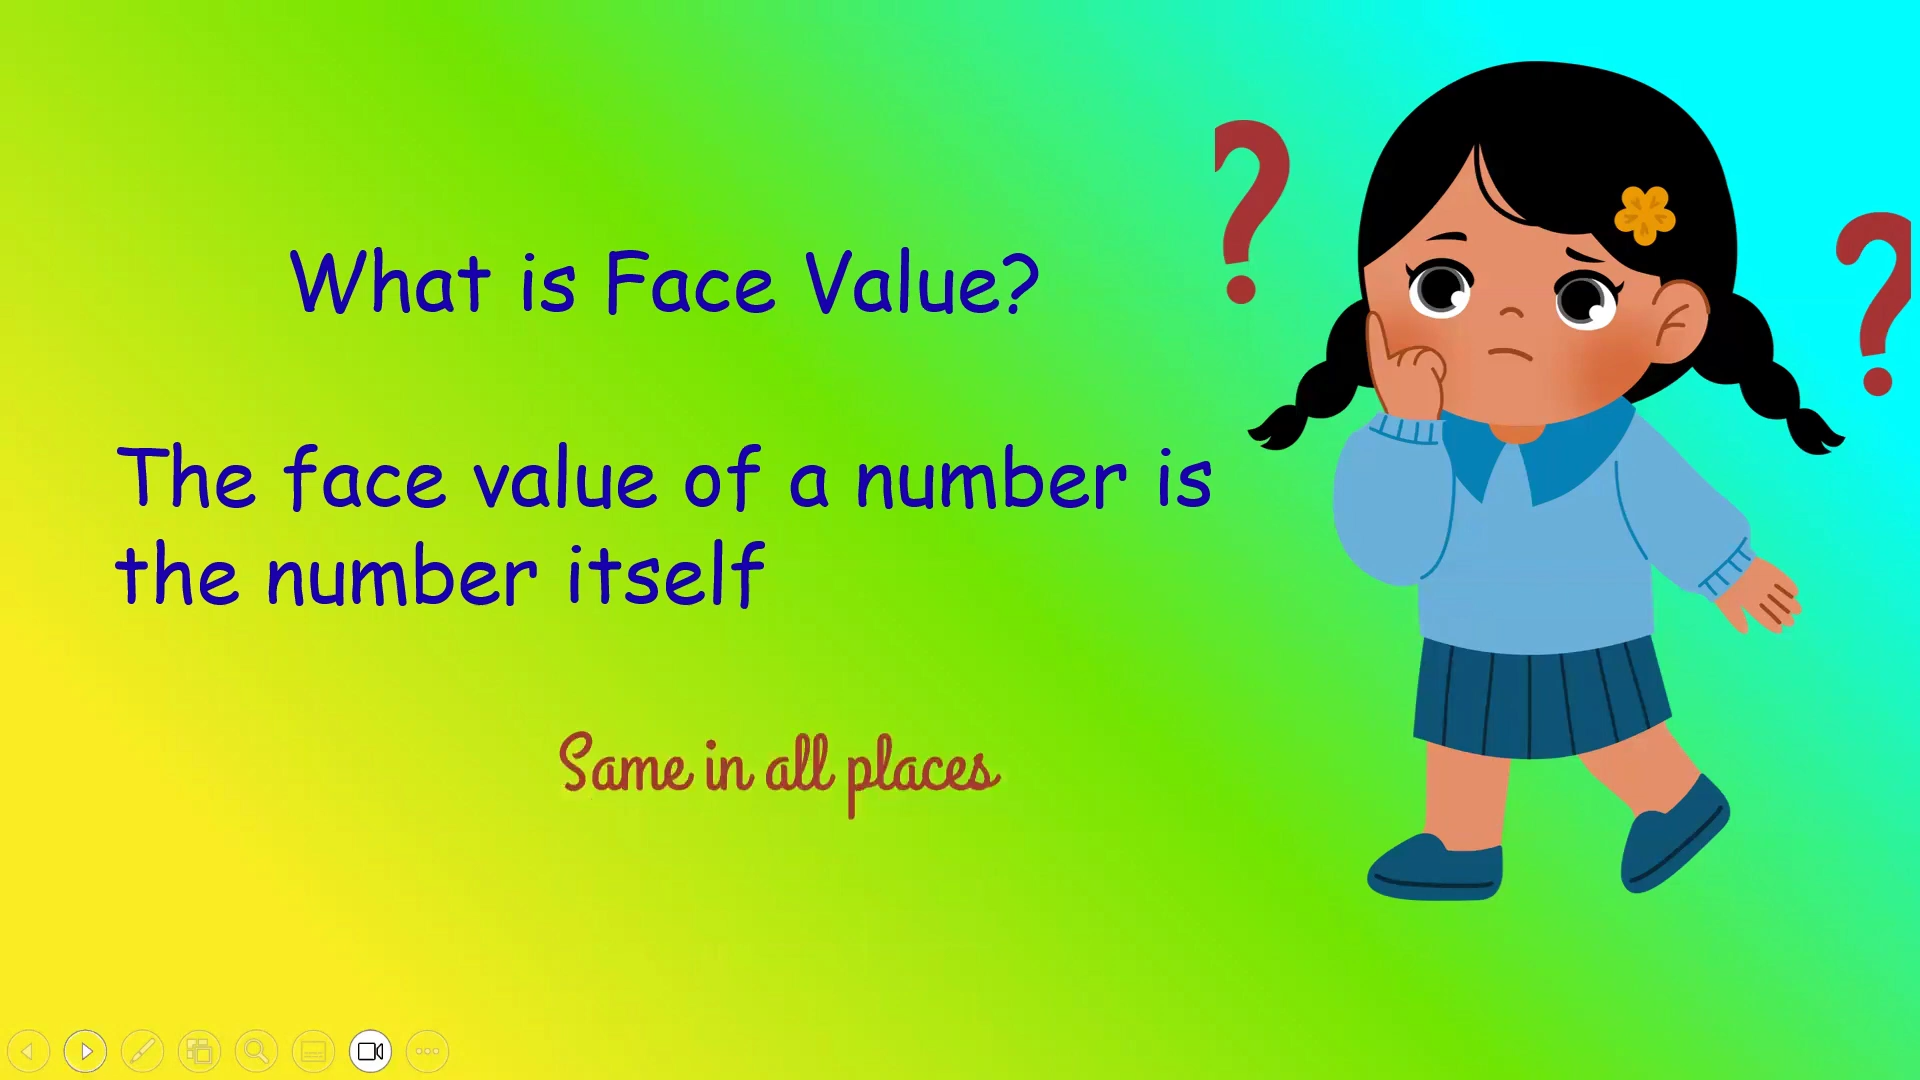 What is Face Value?
The face value of a number is
the number itself
Same in all places